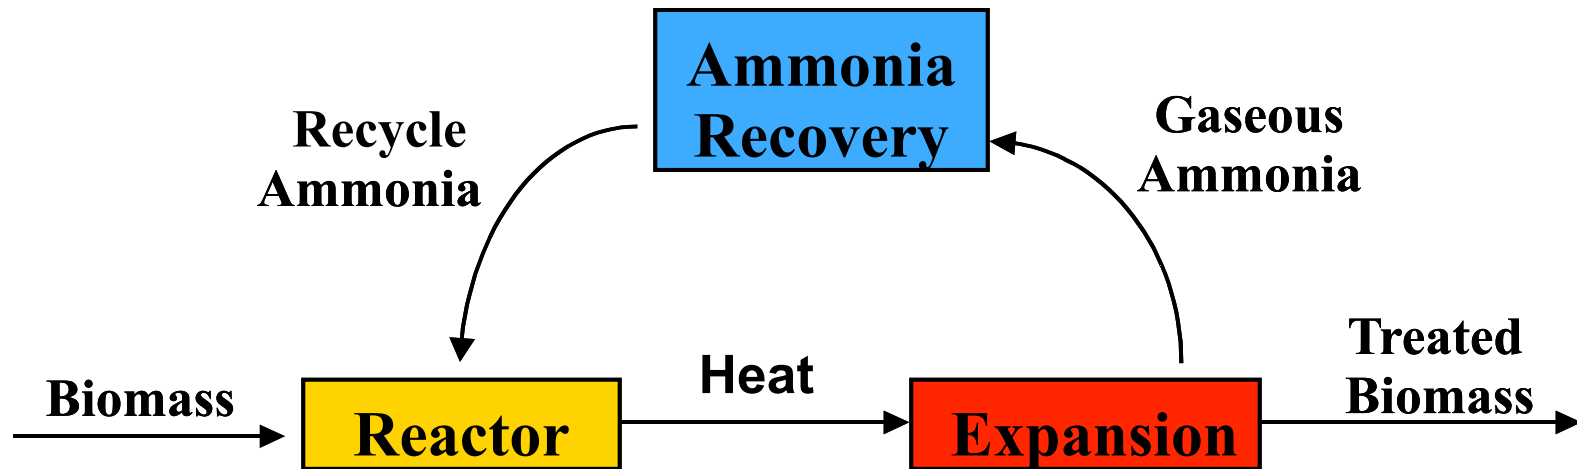 Ammonia
Recovery
Recycle
Ammonia
Gaseous
Ammonia
Biomass
Reactor
Heat
Expansion
Treated
Biomass